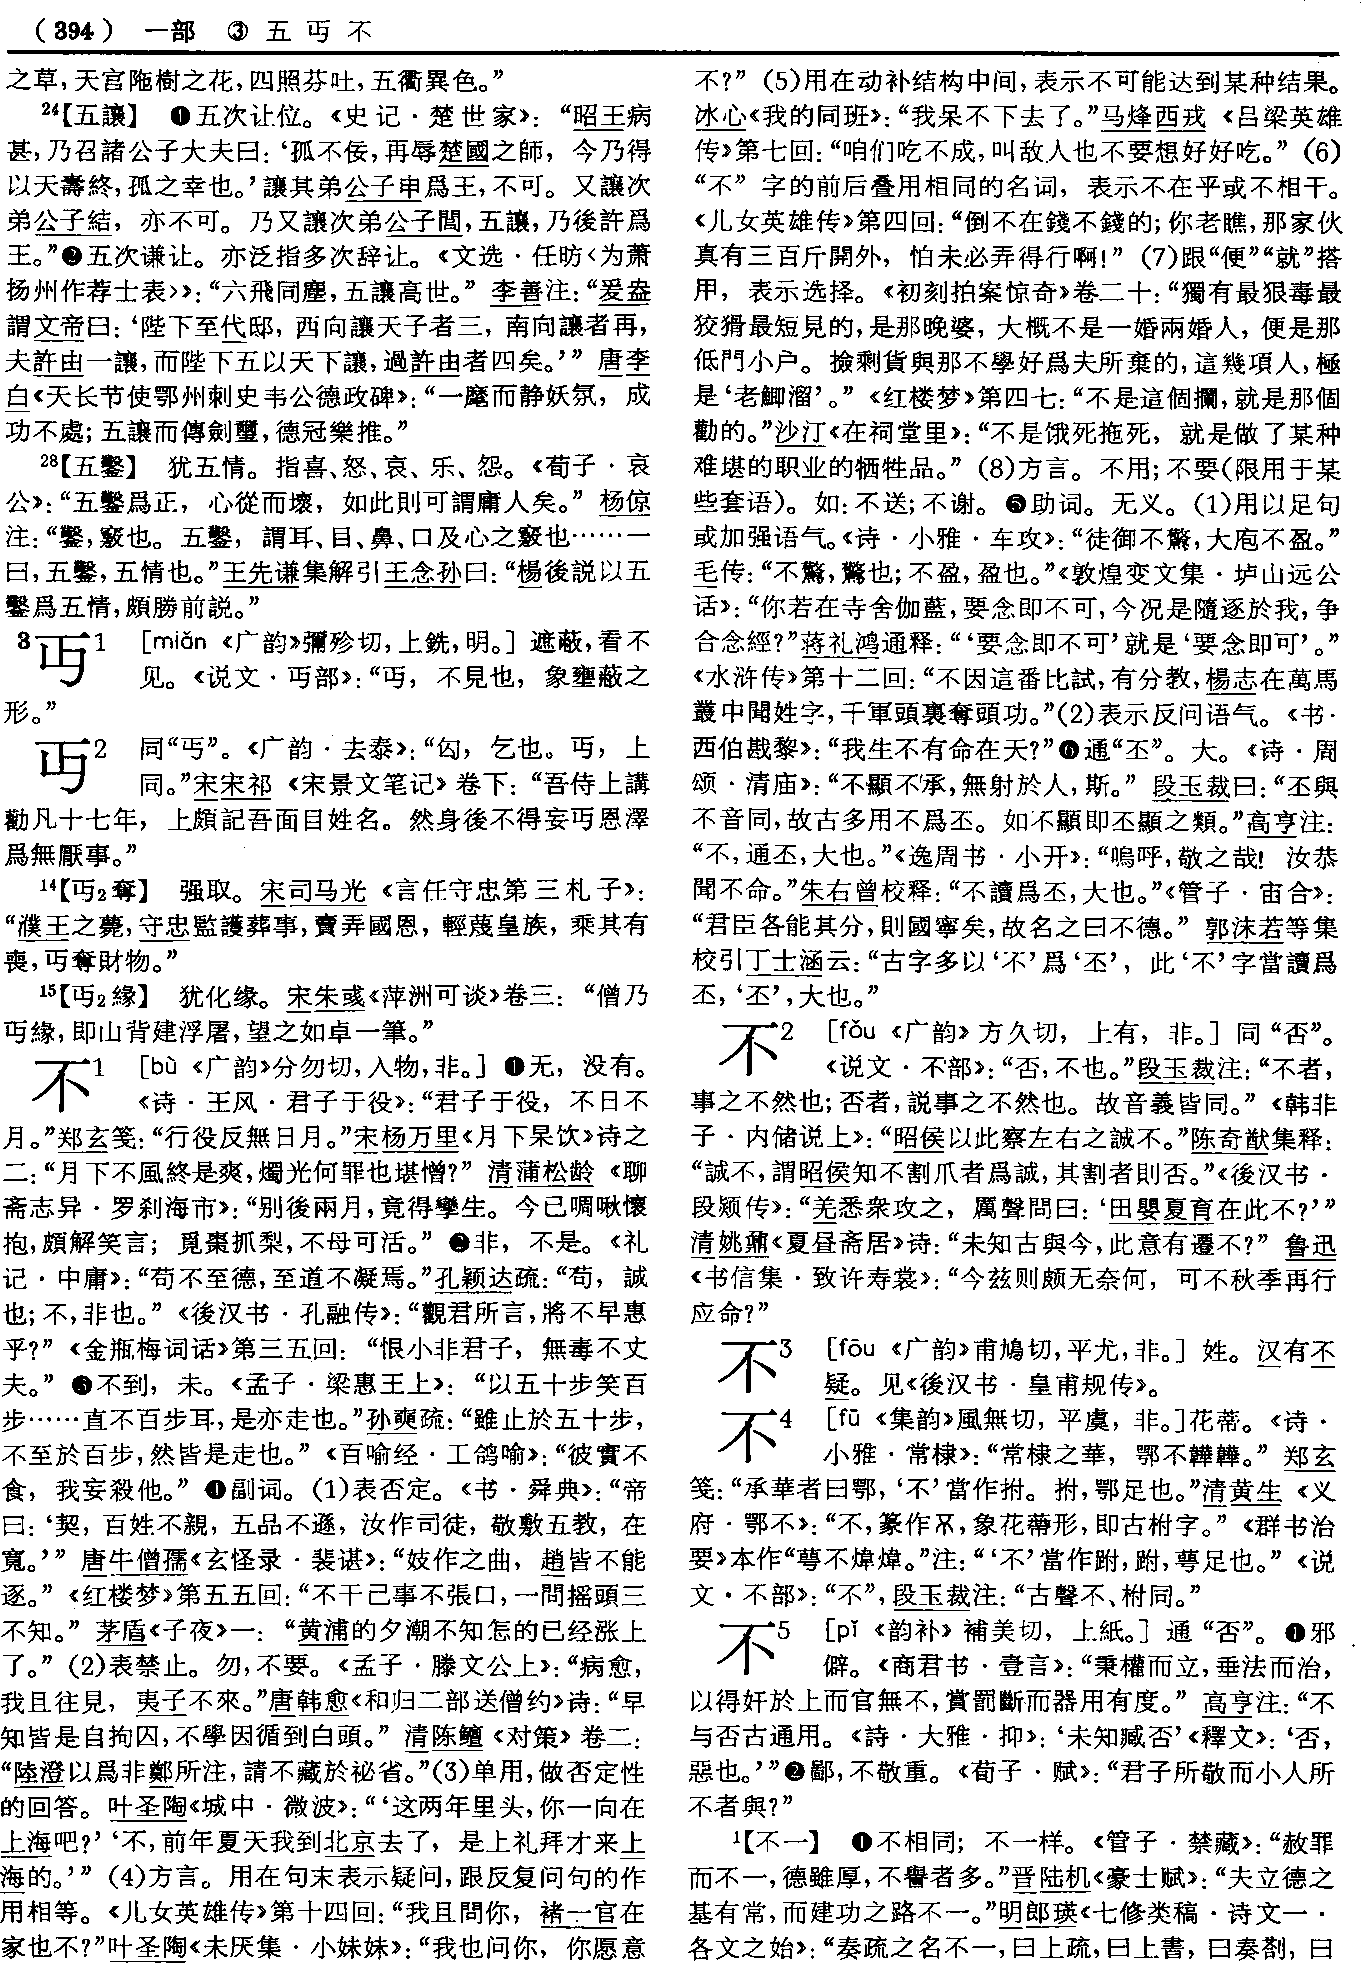 (394) 一部 ③ 五 丏 不
之草,天宫陁樹之花,四照芬吐,五衢異色。”
24【五讓】 ❶五次让位。《史记·楚世家》:“昭王病
甚,乃召諸公子大夫曰:‘孤不佞,再辱楚國之師,今乃得
以天壽終,孤之幸也。’讓其弟公子申爲王,不可。又讓次
弟公子結,亦不可。乃又讓次弟公子閭,五讓,乃後許爲
王。”❷五次谦让。亦泛指多次辞让。《文选·任昉〈为萧
扬州作荐士表〉》:“六飛同塵,五讓高世。”李善注:“爰盎
謂文帝曰:‘陛下至代邸,西向讓天子者三,南向讓者再,
夫許由一讓,而陛下五以天下讓,過許由者四矣。’”唐李
白《天长节使鄂州刺史韦公德政碑》:“一麾而静妖氛,成
功不處;五讓而傳劍璽,德冠樂推。”
28【五鑿】 犹五情。指喜、怒、哀、乐、怨。《荀子·哀
公》:“五鑿爲正,心從而壞,如此則可謂庸人矣。”杨倞
注:“鑿,竅也。五鑿,謂耳、目、鼻、口及心之竅也……一
曰,五鑿,五情也。”王先谦集解引王念孙曰:“楊後説以五
鑿爲五情,頗勝前説。”
3丏1 [miǎn《广韵》彌殄切,上銑,明。]遮蔽,看不
见。《说文·丏部》:“丏,不見也,象壅蔽之
形。”
丏2 同“丐”。《广韵·去泰》:“匃,乞也。丏,上
同。”宋宋祁《宋景文笔记》卷下:“吾侍上講
勸凡十七年,上頗記吾面目姓名。然身後不得妄丏恩澤
爲無厭事。”
14【丏2奪】 强取。宋司马光《言任守忠第三札子》:
“濮王之薨,守忠監護葬事,賣弄國恩,輕蔑皇族,乘其有
喪,丏奪財物。”
15【丏2緣】 犹化缘。宋朱彧《萍洲可谈》卷三:“僧乃
丏緣,即山背建浮屠,望之如卓一筆。”
不1 [bù《广韵》分勿切,入物,非。]❶无,没有。
《诗·王风·君子于役》:“君子于役,不日不
月。”郑玄笺:“行役反無日月。”宋杨万里《月下杲饮》诗之
二:“月下不風終是爽,燭光何罪也堪憎?”清蒲松龄《聊
斋志异·罗刹海市》:“别後兩月,竟得孿生。今已啁啾懷
抱,頗解笑言;覓棗抓梨,不母可活。”❷非,不是。《礼
记·中庸》:“苟不至德,至道不凝焉。”孔颖达疏:“苟,誠
也;不,非也。”《後汉书·孔融传》:“觀君所言,將不早惠
乎?”《金瓶梅词话》第三五回:“恨小非君子,無毒不丈
夫。”❸不到,未。《孟子·梁惠王上》:“以五十步笑百
步……直不百步耳,是亦走也。”孙奭疏:“雖止於五十步,
不至於百步,然皆是走也。”《百喻经·工鸽喻》:“彼實不
食,我妄殺他。”❹副词。(1)表否定。《书·舜典》:“帝
曰:‘契,百姓不親,五品不遜,汝作司徒,敬敷五教,在
寬。’”唐牛僧孺《玄怪录·裴谌》:“妓作之曲,趙皆不能
逐。”《红楼梦》第五五回:“不干己事不張口,一問摇頭三
不知。”茅盾《子夜》一:“黄浦的夕潮不知怎的已经涨上
了。”(2)表禁止。勿,不要。《孟子·滕文公上》:“病愈,
我且往見,夷子不來。”唐韩愈《和归工部送僧约》诗:“早
知皆是自拘囚,不學因循到白頭。”清陈鳣《对策》卷二:
“陸澄以爲非鄭所注,請不藏於祕省。”(3)单用,做否定性
的回答。叶圣陶《城中·微波》:“‘这两年里头,你一向在
上海吧?’‘不,前年夏天我到北京去了,是上礼拜才来上
海的。’”(4)方言。用在句末表示疑问,跟反复问句的作
用相等。《儿女英雄传》第十四回:“我且問你,褚一官在
家也不?”叶圣陶《未厌集·小妹妹》:“我也问你,你愿意
不?”(5)用在动补结构中间,表示不可能达到某种结果。
冰心《我的同班》:“我呆不下去了。”马烽西戎《吕梁英雄
传》第七回:“咱们吃不成,叫敌人也不要想好好吃。”(6)
“不”字的前后叠用相同的名词,表示不在乎或不相干。
《儿女英雄传》第四回:“倒不在錢不錢的;你老瞧,那家伙
真有三百斤開外,怕未必弄得行啊!”(7)跟“便”“就”搭
用,表示选择。《初刻拍案惊奇》卷二十:“獨有最狠毒最
狡猾最短見的,是那晚婆,大概不是一婚兩婚人,便是那
低門小户。撿剩貨與那不學好爲夫所棄的,這幾項人,極
是‘老鯽溜’。”《红楼梦》第四七:“不是這個攔,就是那個
勸的。”沙汀《在祠堂里》:“不是饿死拖死,就是做了某种
难堪的职业的牺牲品。”(8)方言。不用;不要(限用于某
些套语)。如:不送;不谢。❺助词。无义。(1)用以足句
或加强语气。《诗·小雅·车攻》:“徒御不驚,大庖不盈。”
毛传:“不驚,驚也;不盈,盈也。”《敦煌变文集·垆山远公
话》:“你若在寺舍伽藍,要念即不可,今况是隨逐於我,争
合念經?”蒋礼鸿通释:“‘要念即不可’就是‘要念即可’。”
《水浒传》第十二回:“不因這番比試,有分教,楊志在萬馬
叢中聞姓字,千軍頭裏奪頭功。”(2)表示反问语气。《书·
西伯戡黎》:“我生不有命在天?”❻通“丕”。大。《诗·周
颂·清庙》:“不顯不承,無射於人,斯。”段玉裁曰:“丕與
不音同,故古多用不爲丕。如不顯即丕顯之類。”高亨注:
“不,通丕,大也。”《逸周书·小开》:“嗚呼,敬之哉!汝恭
聞不命。”朱右曾校释:“不讀爲丕,大也。”《管子·宙合》:
“君臣各能其分,則國寧矣,故名之曰不德。”郭沫若等集
校引丁士涵云:“古字多以‘不’爲‘丕’,此‘不’字當讀爲
丕,‘丕’,大也。”
不2 [fǒu《广韵》方久切,上有,非。]同“否”。
《说文·不部》:“否,不也。”段玉裁注:“不者,
事之不然也;否者,説事之不然也。故音義皆同。”《韩非
子·内储说上》:“昭侯以此察左右之誠不。”陈奇猷集释:
“誠不,謂昭侯知不割爪者爲誠,其割者則否。”《後汉书·
段颎传》:“羌悉衆攻之,厲聲問曰:‘田晏夏育在此不?’”
清姚鼐《夏昼斋居》诗:“未知古與今,此意有遷不?”鲁迅
《书信集·致许寿裳》:“今兹则颇无奈何,可不秋季再行
应命?”
不3 [fōu《广韵》甫鳩切,平尤,非。]姓。汉有不
疑。见《後汉书·皇甫规传》。
不4 [fū《集韵》風無切,平虞,非。]花蒂。《诗·
小雅·常棣》:“常棣之華,鄂不韡韡。”郑玄
笺:“承華者曰鄂,‘不’當作拊。拊,鄂足也。”清黄生《义
府·鄂不》:“不,篆作,象花蒂形,即古柎字。”《群书治
要》本作“萼不煒煒。”注:“‘不’當作跗,跗,萼足也。”《说
文·不部》:“不”,段玉裁注:“古聲不、柎同。”
不5 [pǐ《韵补》補美切,上紙。]通“否”。❶邪
僻。《商君书·壹言》:“秉權而立,垂法而治,
以得奸於上而官無不,賞罰斷而器用有度。”高亨注:“不
与否古通用。《詩·大雅·抑》:‘未知臧否’《釋文》:‘否,
惡也。’”❷鄙,不敬重。《荀子·赋》:“君子所敬而小人所
不者與?”
1【不一】 ❶不相同;不一样。《管子·禁藏》:“赦罪
而不一,德雖厚,不譽者多。”晋陆机《豪士赋》:“夫立德之
基有常,而建功之路不一。”明郎瑛《七修类稿·诗文一·
各文之始》:“奏疏之名不一,曰上疏,曰上書,曰奏劄,曰